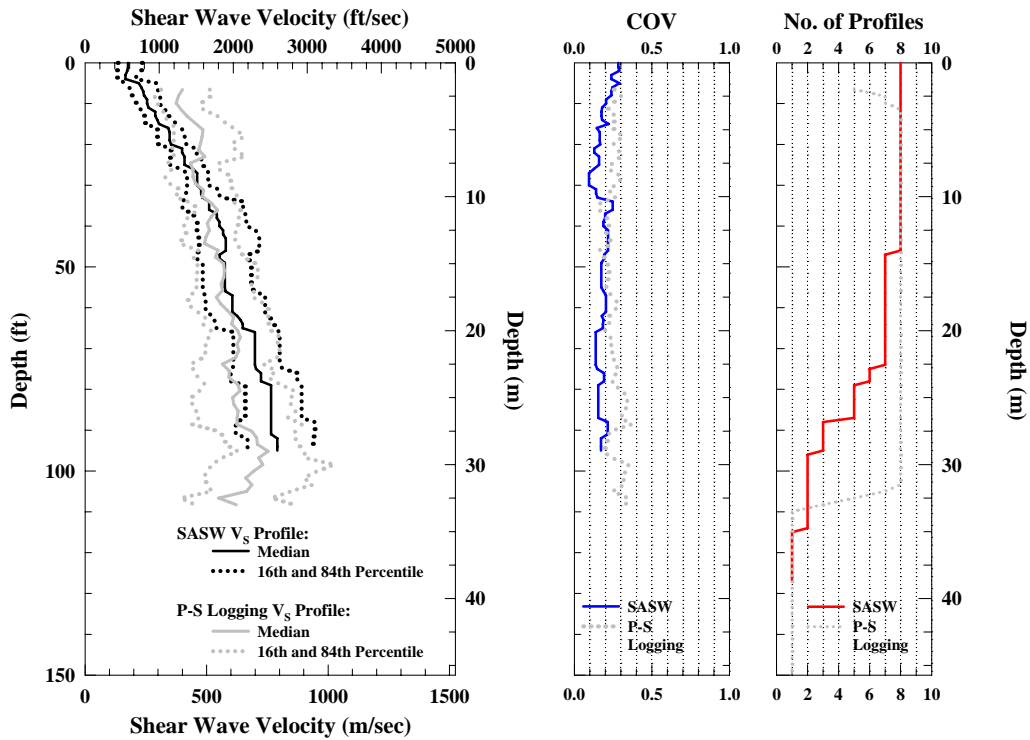 Shear Wave Velocity (ft/sec)
0 1000 2000 3000 4000 5000
0
50
100
150
Depth (ft)
0
10
20
30
40
Depth (m)
SASW VS Profile:
Median
16th and 84th Percentile
P-S Logging VS Profile:
Median
16th and 84th Percentile
0 500 1000 1500
Shear Wave Velocity (m/sec)
COV
0.0 0.5 1.0
SASW
P-S
Logging
0.0 0.5 1.0
No. of Profiles
0 2 4 6 8 10
0
10
20
30
40
Depth (m)
SASW
P-S
Logging
0 2 4 6 8 10